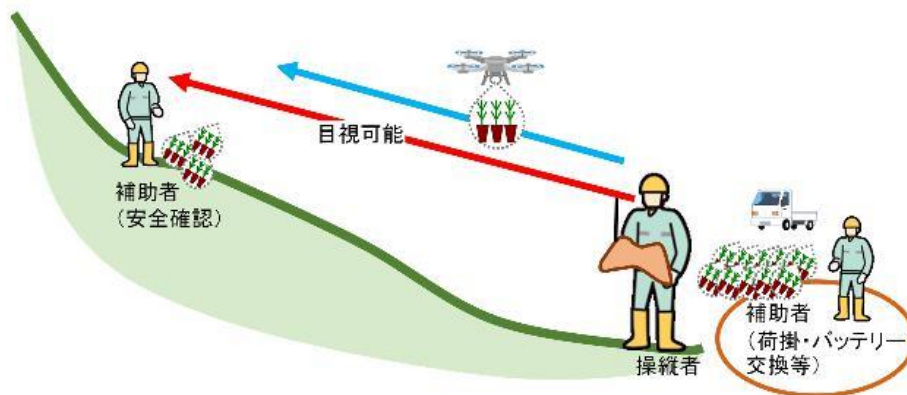 目視可能
補助者
（安全確認）
補助者
（荷掛・バッテリー
交換等）
操縦者